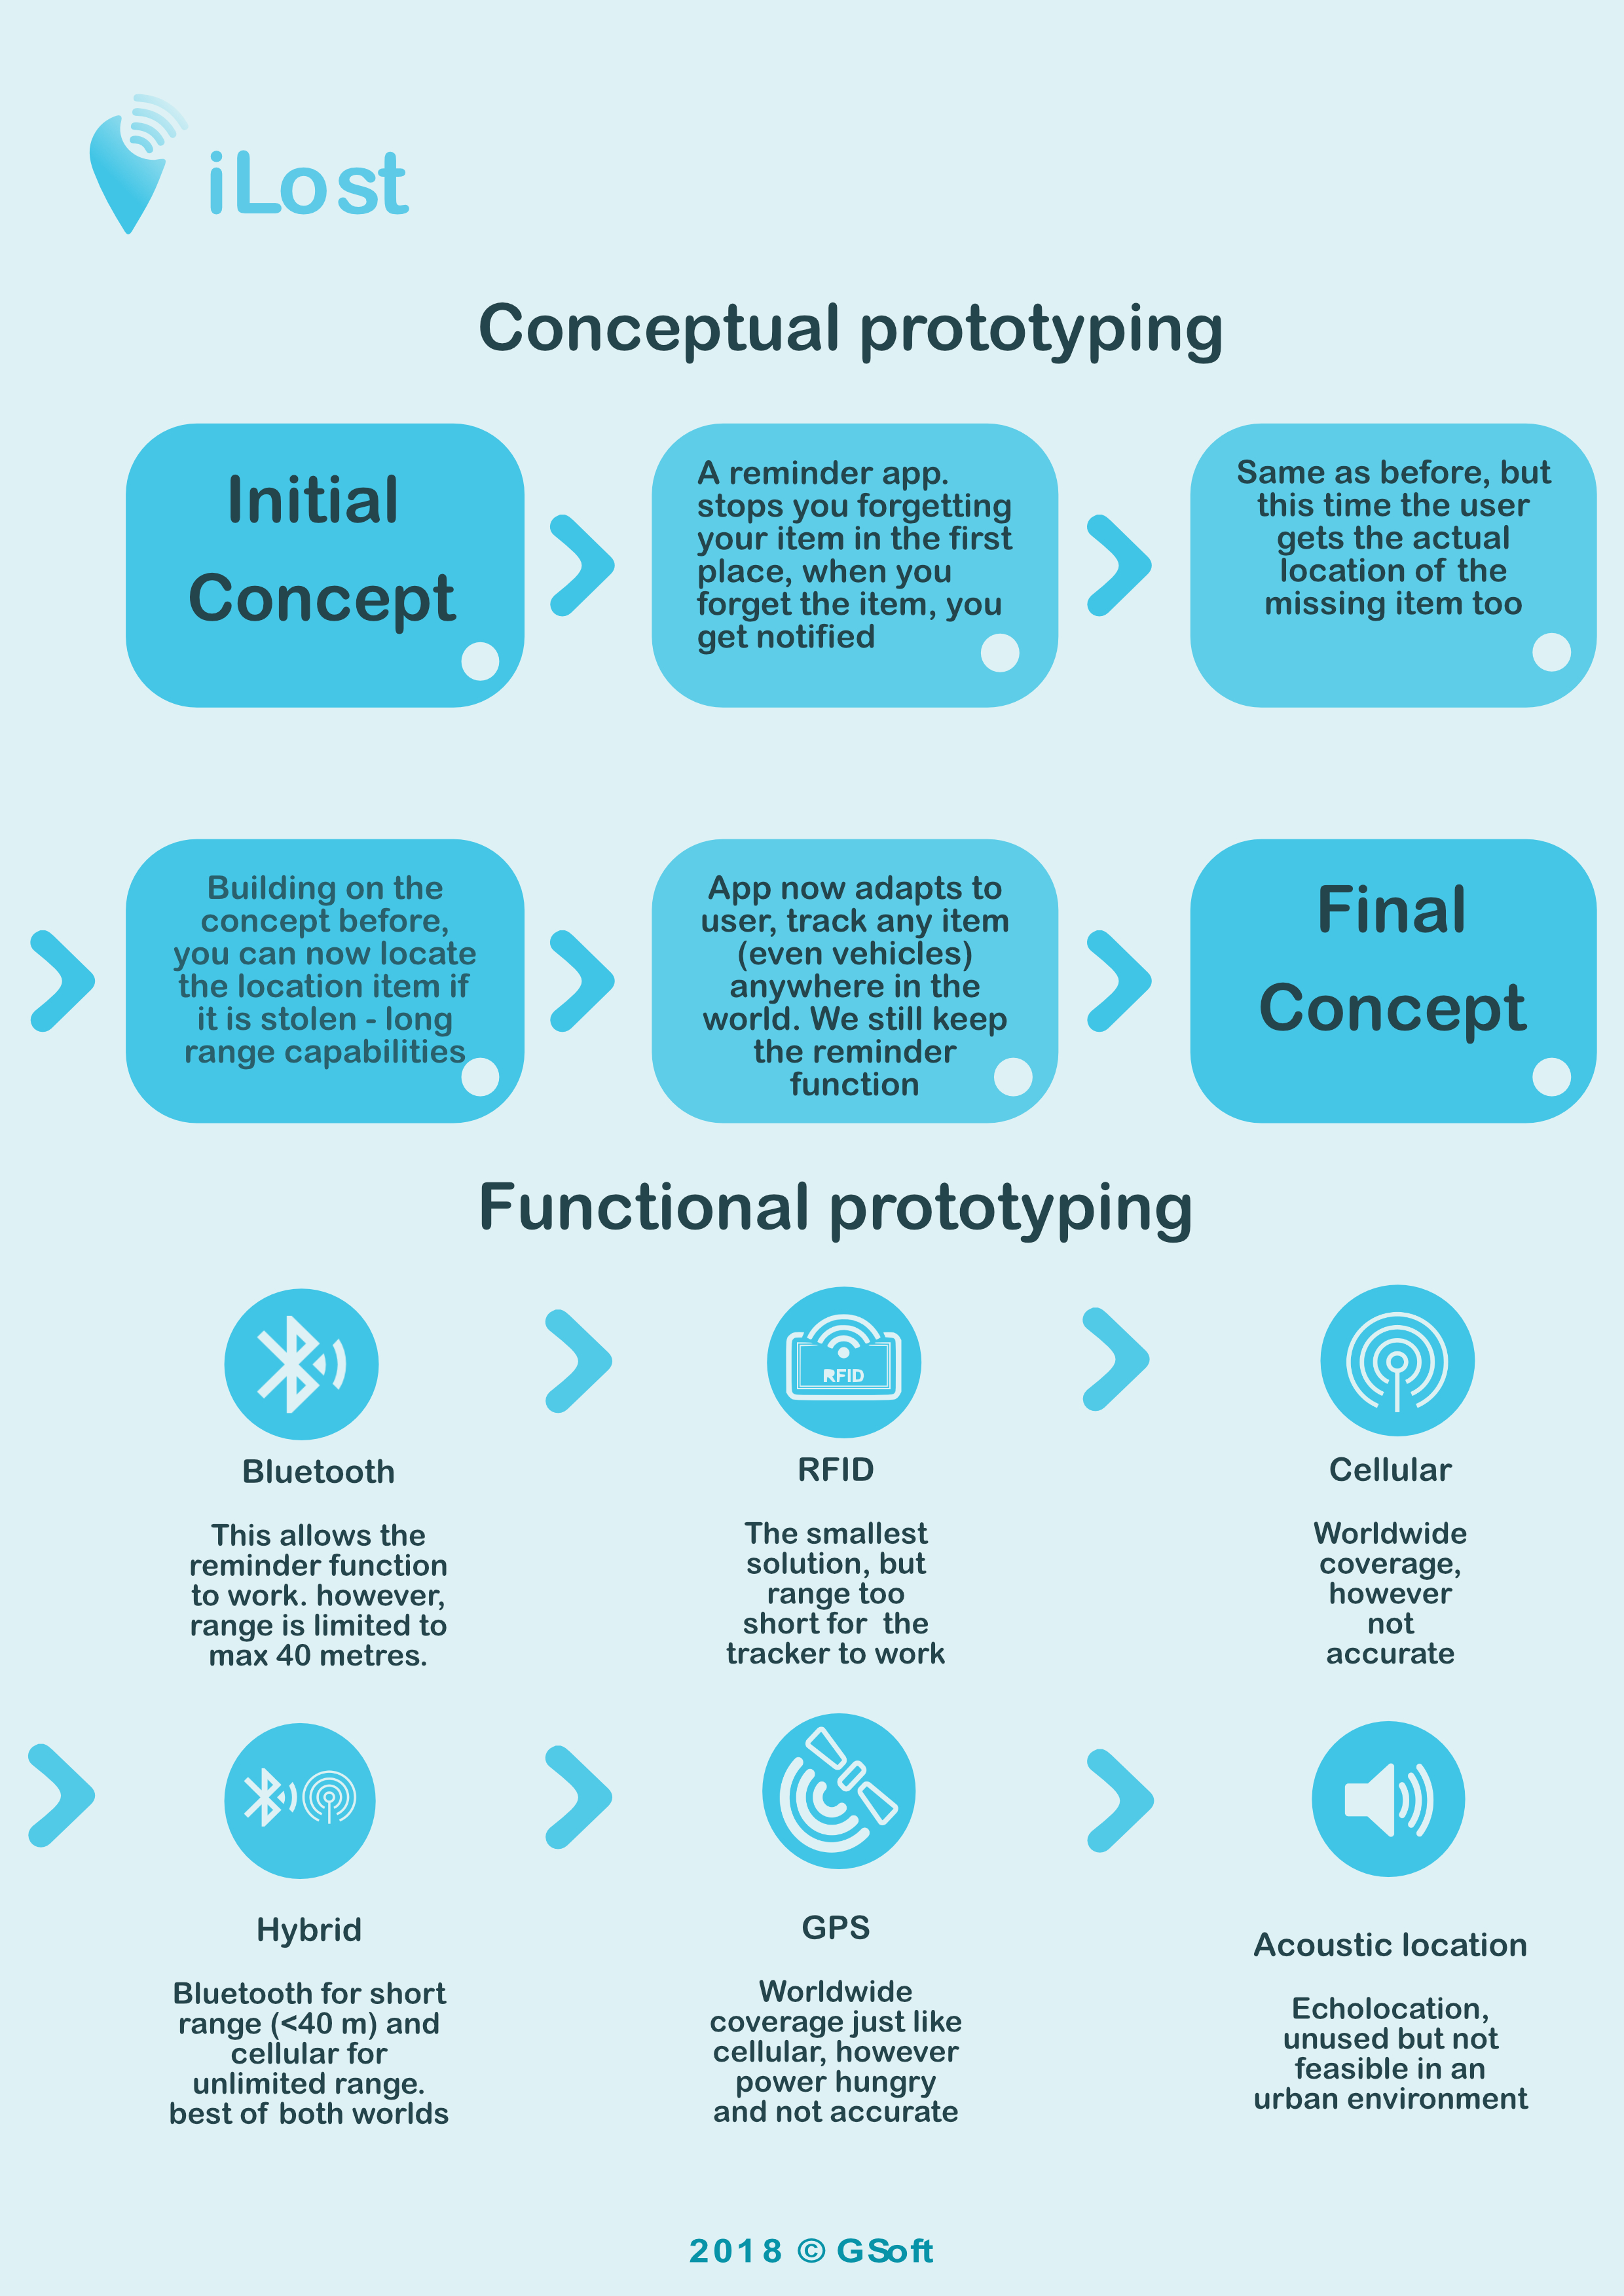 iLost
Conceptual prototyping
Initial
Concept
A reminder app.
stops you forgetting
your item in the first
place, when you
forget the item, you
get notified
Same as before, but
this time the user
gets the actual
location of the
missing item too
Building on the
concept before,
you can now locate
the location item if
it is stolen - long
range capabilities
App now adapts to
user, track any item
(even vehicles)
anywhere in the
world. We still keep
the reminder
function
Final
Concept
Functional prototyping
Bluetooth
This allows the
reminder function
to work. however,
range is limited to
max 40 metres.
RFID
RFID
The smallest
solution, but
range too
short for  the
tracker to work
Cellular
Worldwide
coverage,
however
not
accurate
Hybrid
Bluetooth for short
range (<40 m) and
cellular for
unlimited range.
best of both worlds
GPS
Worldwide
coverage just like
cellular, however
power hungry
and not accurate
Acoustic location
Echolocation,
unused but not
feasible in an
urban environment
2018 © GSoft